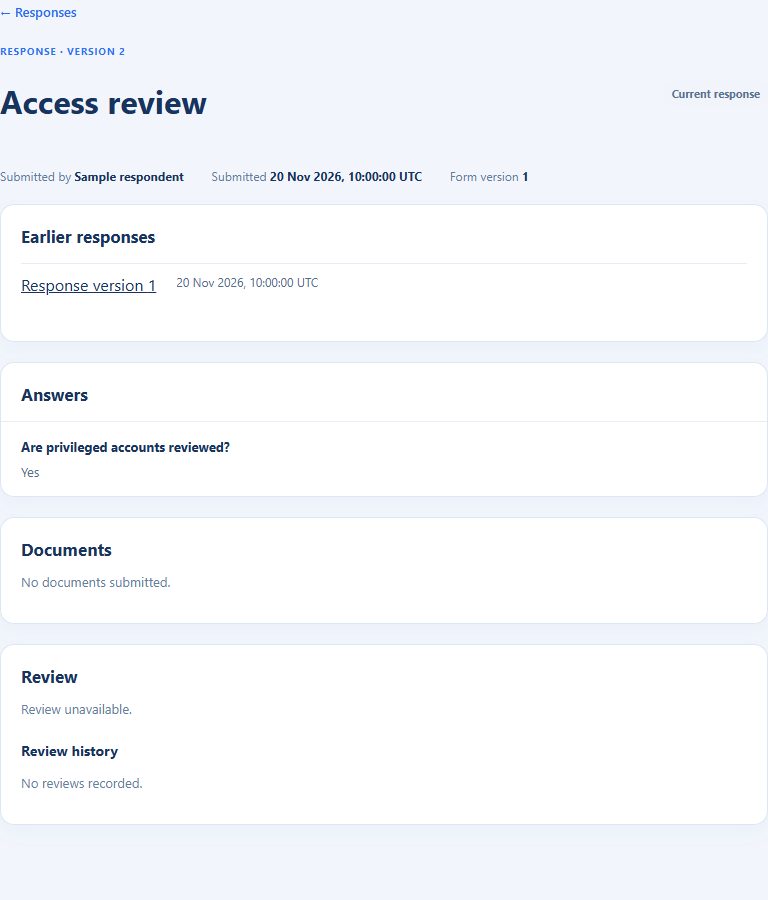 ← Responses
RESPONSE · VERSION 2
Access review
Current response
Submitted by Sample respondent Submitted 20 Nov 2026, 10:00:00 UTC Form version 1
Earlier responses
Response version 1 20 Nov 2026, 10:00:00 UTC
Answers
Are privileged accounts reviewed?
Yes
Documents
No documents submitted.
Review
Review unavailable.
Review history
No reviews recorded.